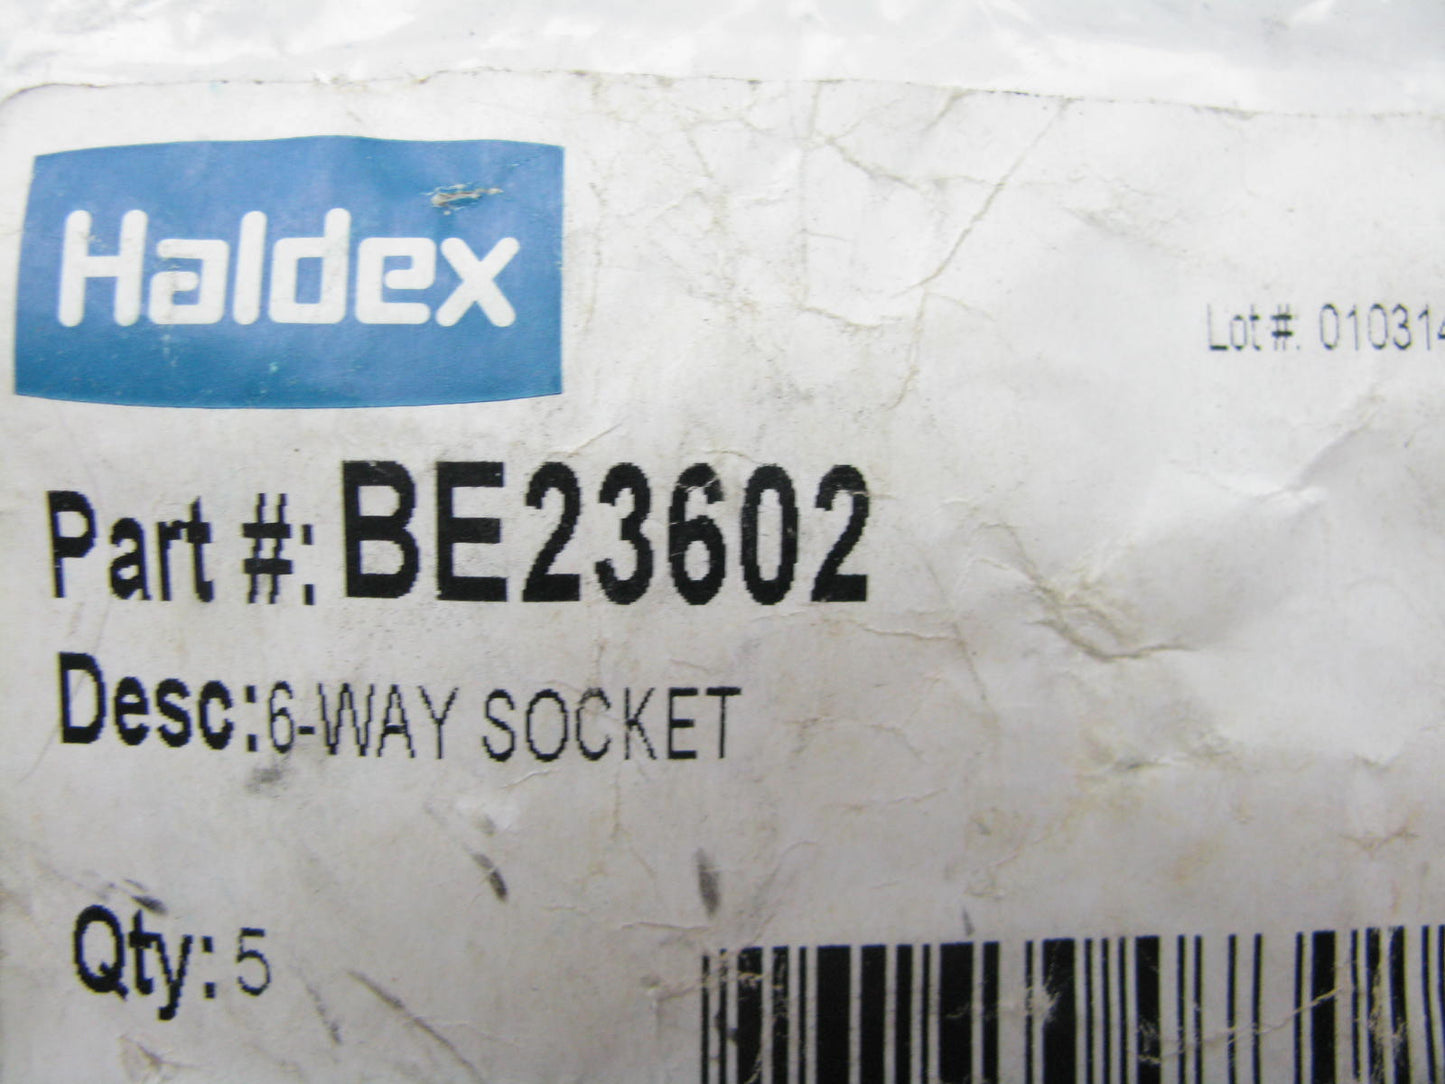 Haldex
Lot #: 010314
Part #: BE23602
Desc: 6-WAY SOCKET
Qty: 5